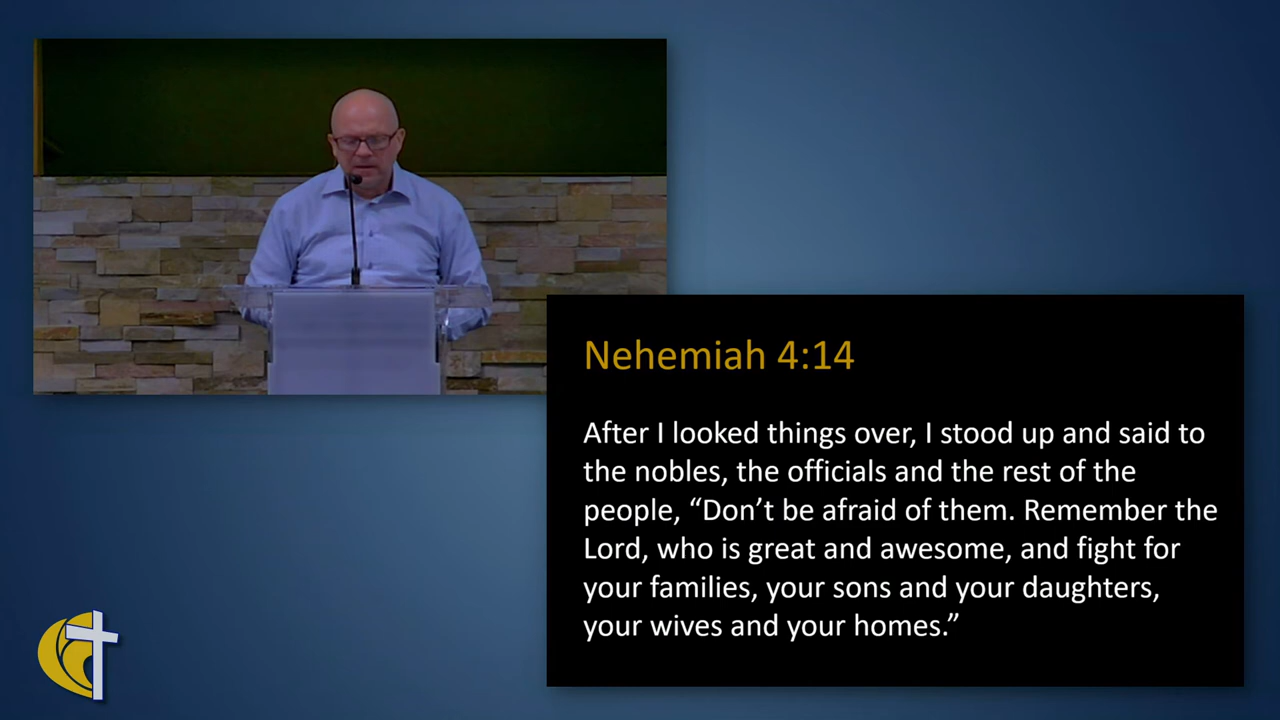 Nehemiah 4:14
After I looked things over, I stood up and said to
the nobles, the officials and the rest of the
people, “Don’t be afraid of them. Remember the
Lord, who is great and awesome, and fight for
your families, your sons and your daughters,
your wives and your homes.”